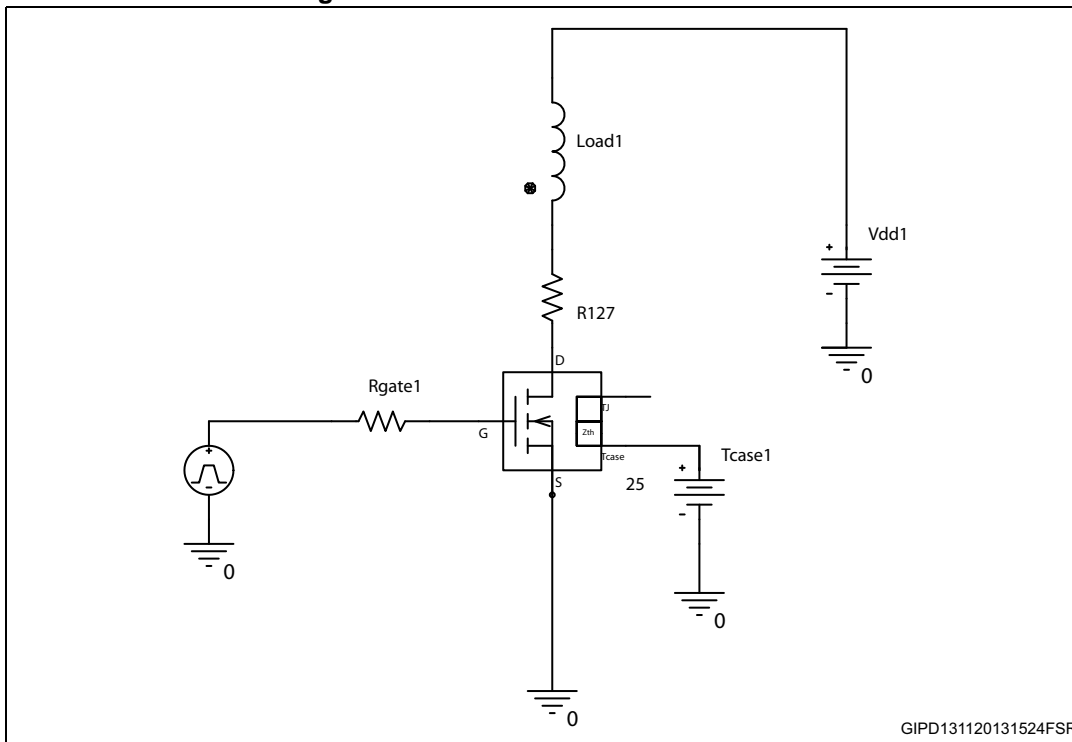 Load1
Vdd1
+
-
0
R127
D
Rgate1
G
TJ
Zth
Tcase
S
25
Tcase1
+
-
0
+
-
0
0
GIPD131120131524FSR